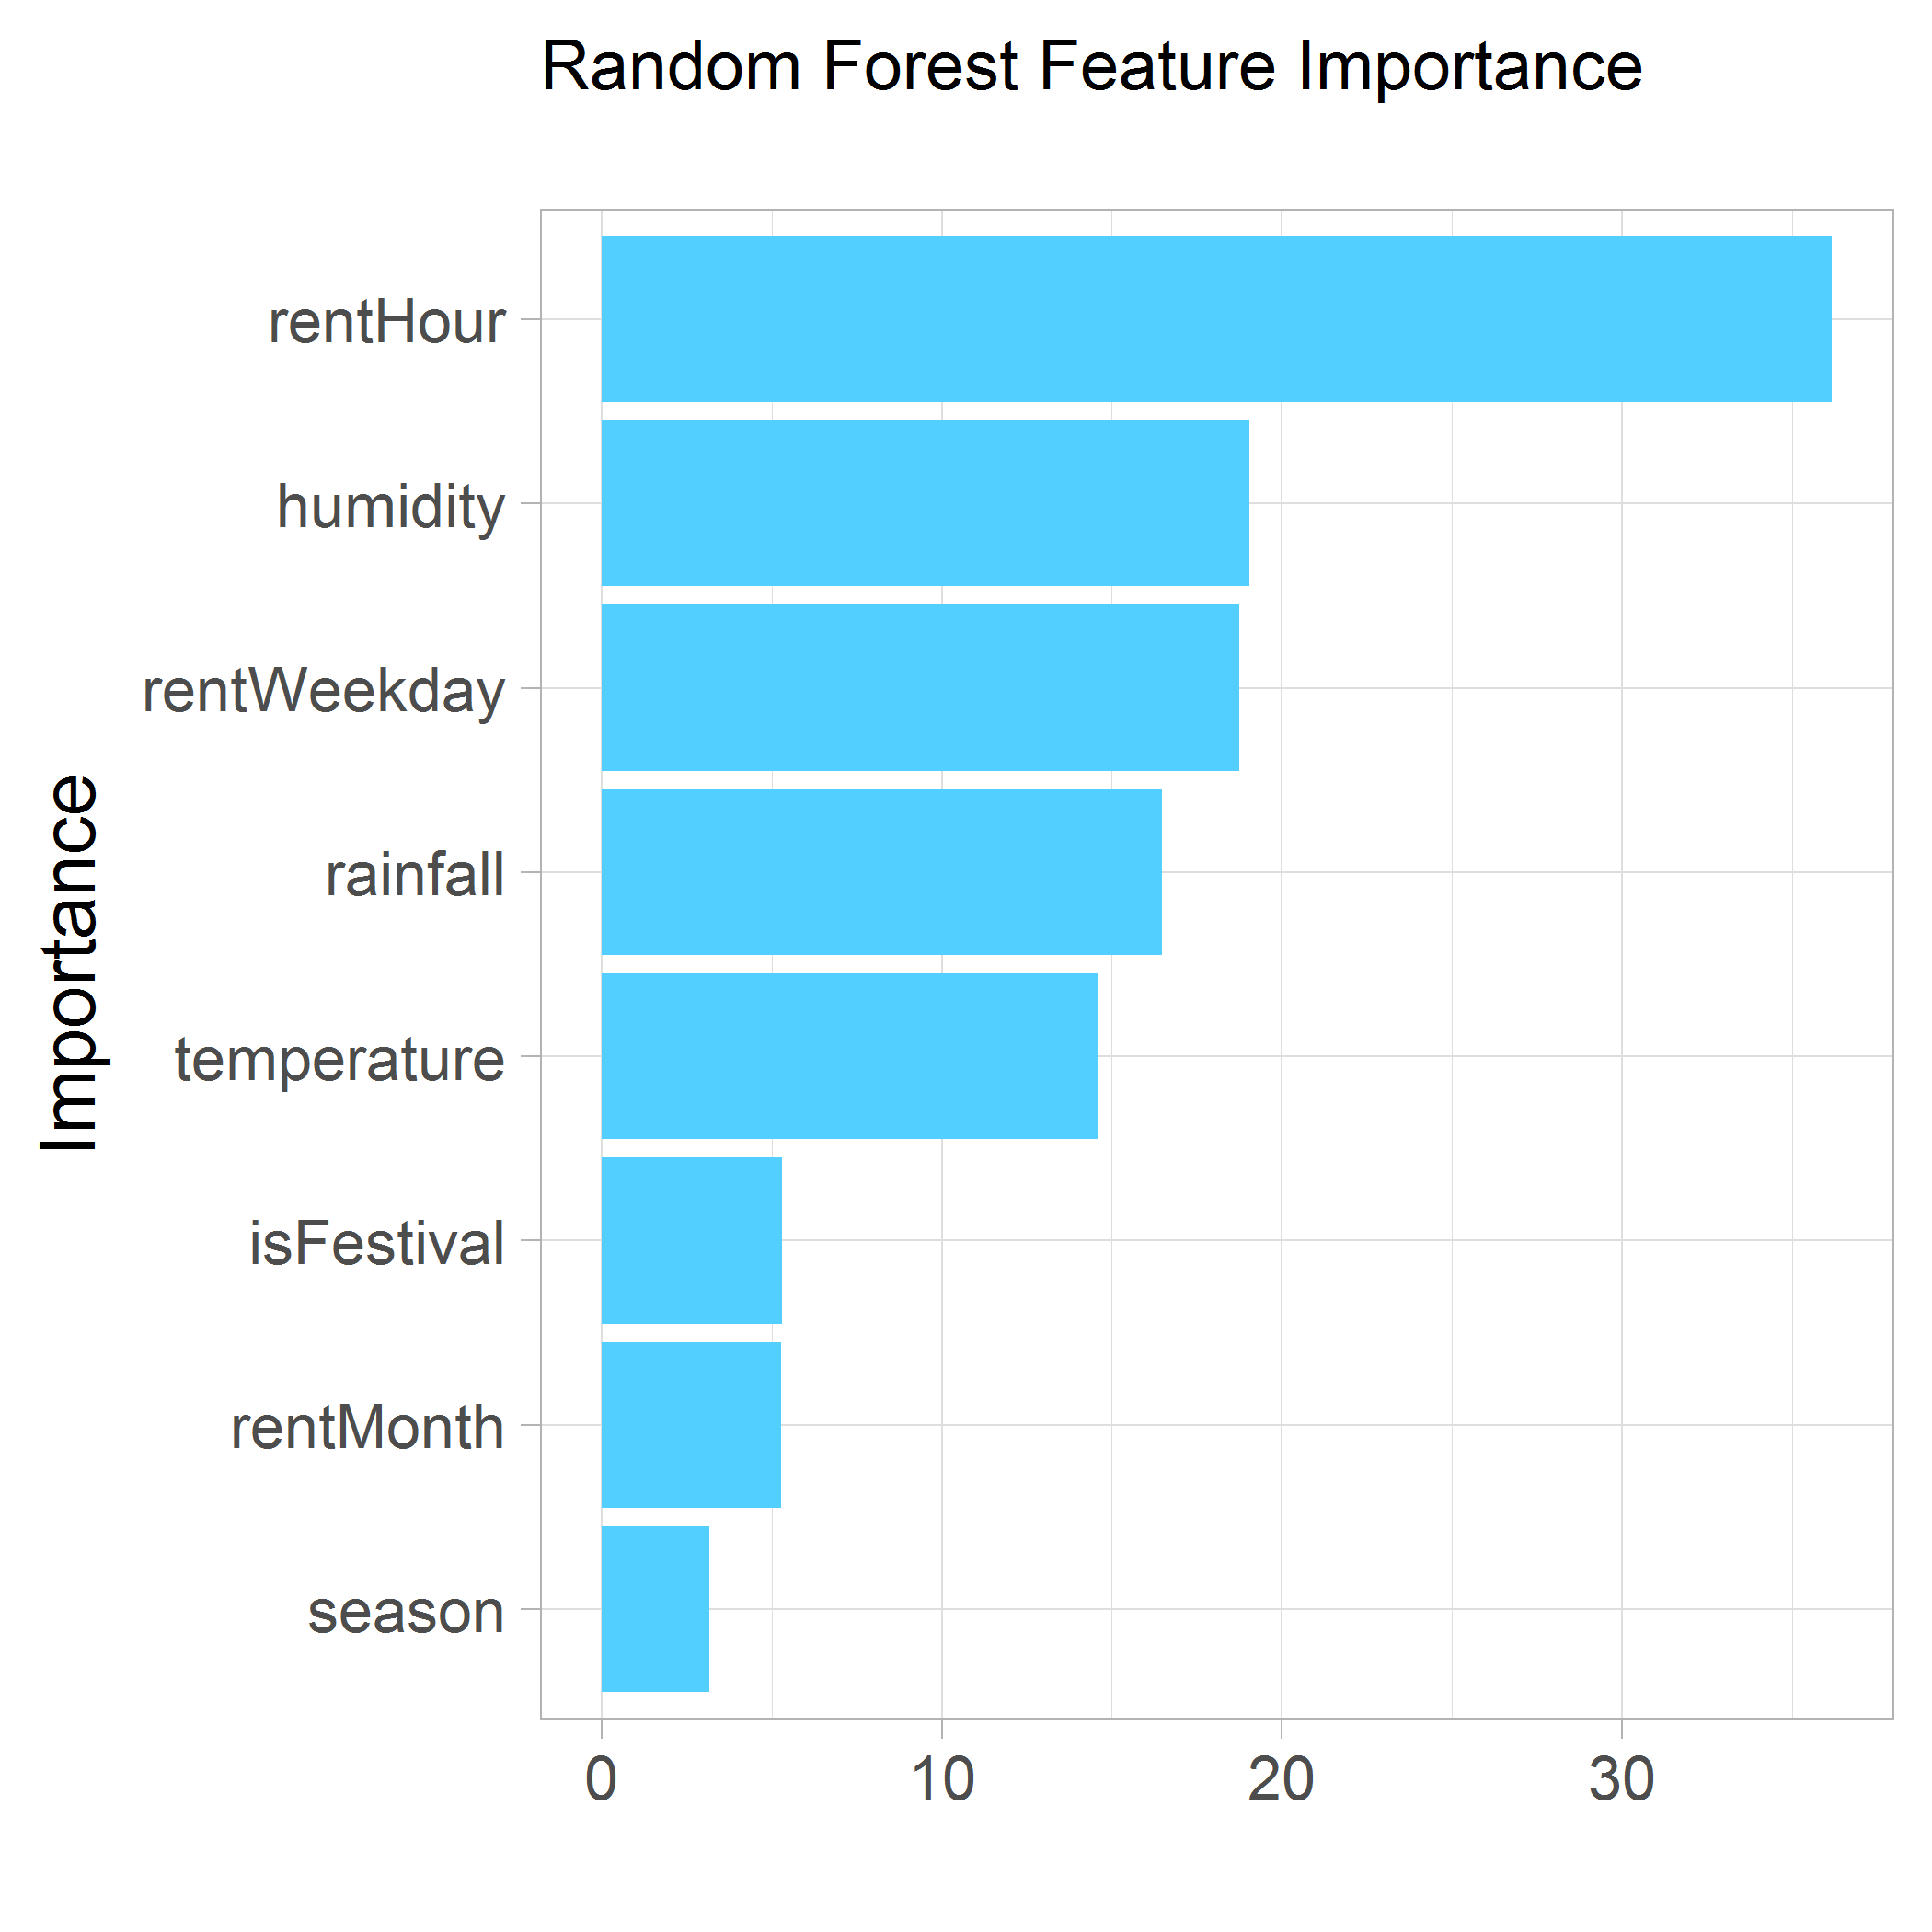 Random Forest Feature Importance
rentHour
humidity
rentWeekday
rainfall
temperature
isFestival
rentMonth
season
Importance
0 10 20 30